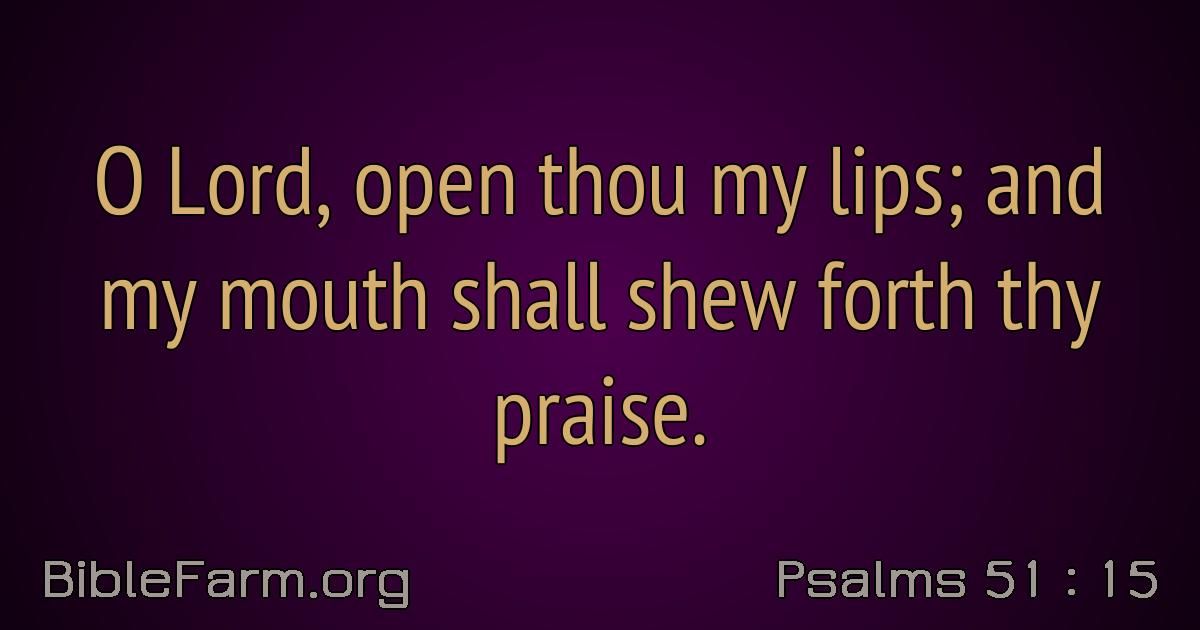 O Lord, open thou my lips; and
my mouth shall shew forth thy
praise.
BibleFarm.org
Psalms 51 : 15